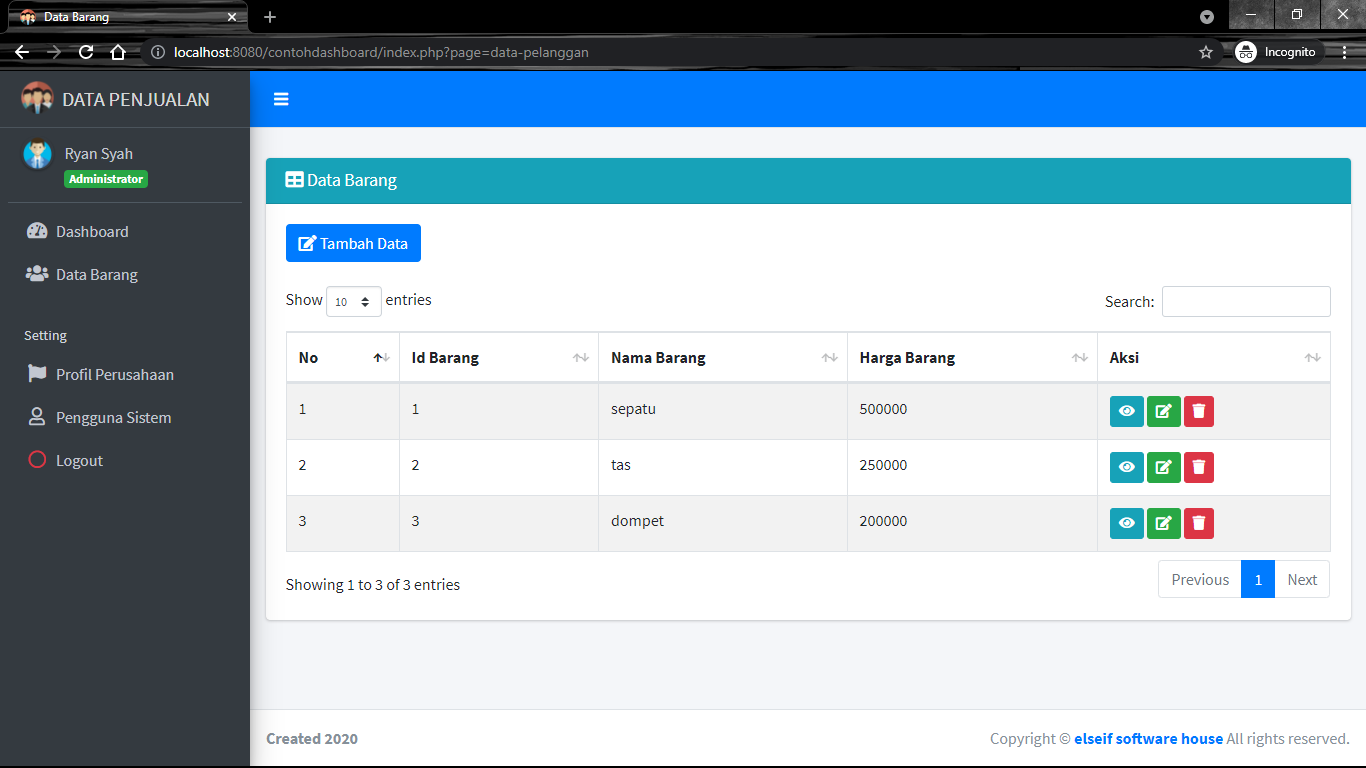 Data Barang
localhost:8080/contohdashboard/index.php?page=data-pelanggan
Incognito
DATA PENJUALAN
Ryan Syah
Administrator
Dashboard
Data Barang
Setting
Profil Perusahaan
Pengguna Sistem
Logout
Data Barang
Tambah Data
Show 10 entries
Search:
No Id Barang Nama Barang Harga Barang Aksi
1 1 sepatu 500000
2 2 tas 250000
3 3 dompet 200000
Showing 1 to 3 of 3 entries
Previous 1 Next
Created 2020
Copyright © elseif software house All rights reserved.